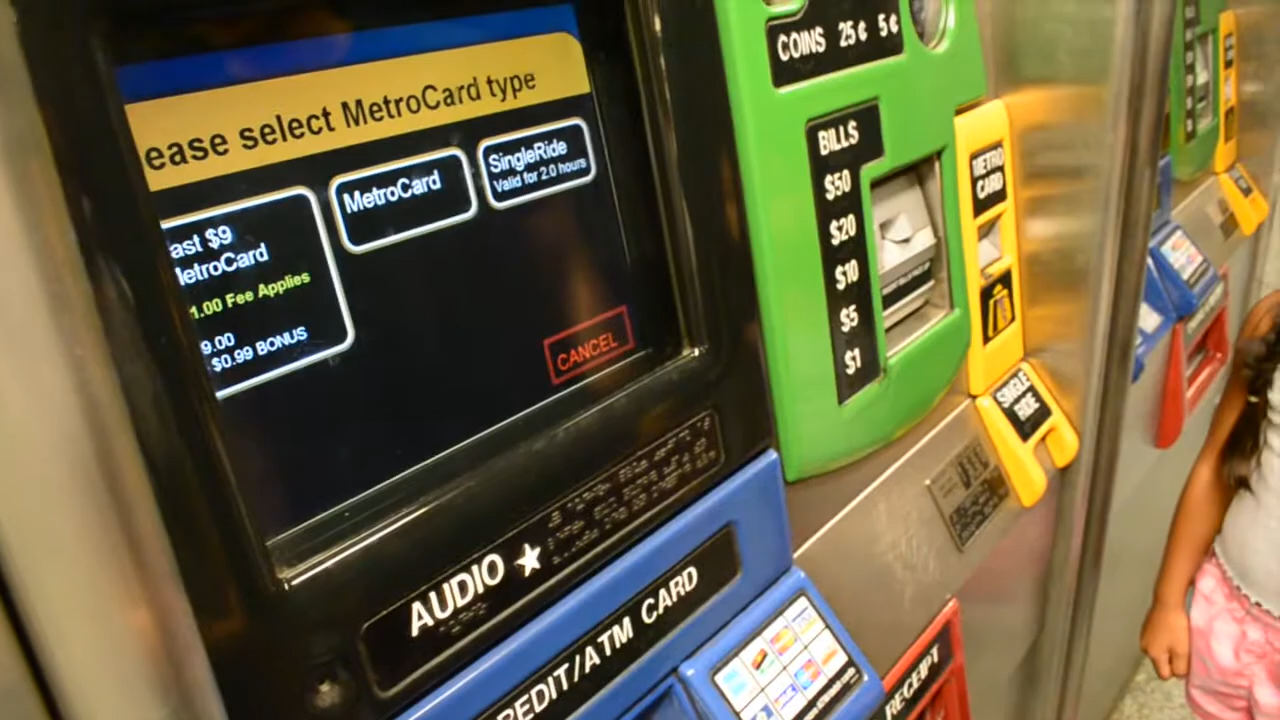 ease select MetroCard type
ast $9
MetroCard
1.00 Fee Applies
9.00
$0.99 BONUS
MetroCard
SingleRide
Valid for 2.0 hours
CANCEL
AUDIO
REDIT/ATM CARD
COINS 25¢ 5¢
BILLS
$50
$20
$10
$5
$1
METRO
CARD
SINGLE
RIDE
RECEIPT